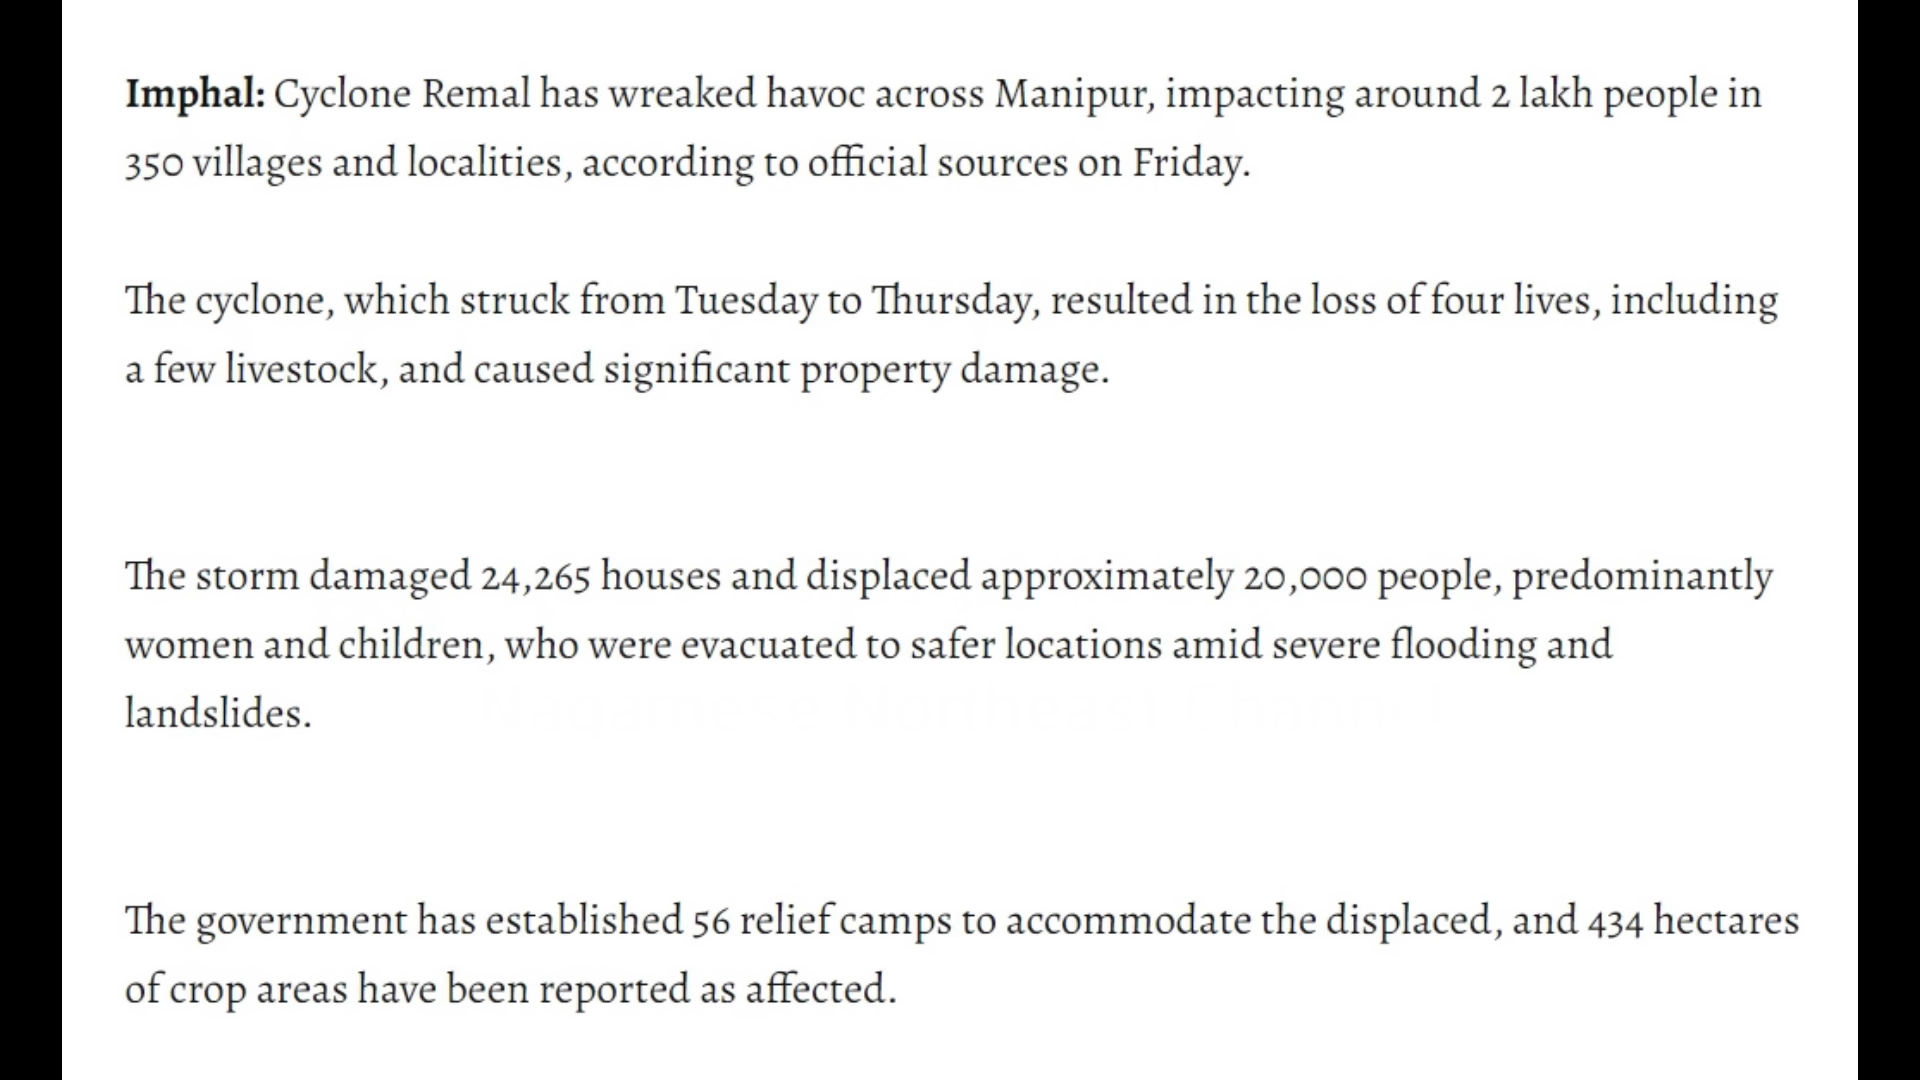 Imphal: Cyclone Remal has wreaked havoc across Manipur, impacting around 2 lakh people in
350 villages and localities, according to official sources on Friday.
The cyclone, which struck from Tuesday to Thursday, resulted in the loss of four lives, including
a few livestock, and caused significant property damage.
The storm damaged 24,265 houses and displaced approximately 20,000 people, predominantly
women and children, who were evacuated to safer locations amid severe flooding and
landslides.
The government has established 56 relief camps to accommodate the displaced, and 434 hectares
of crop areas have been reported as affected.